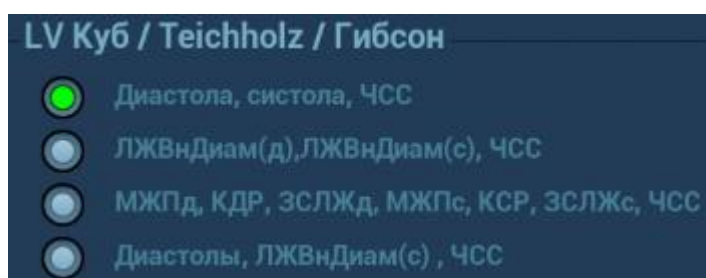 LV Куб / Teichholz / Гибсон
Диастола, систола, ЧСС
ЛЖВнДиам(д),ЛЖВнДиам(с), ЧСС
МЖПд, КДР, ЗСЛЖд, МЖПс, КСР, ЗСЛЖс, ЧСС
Диастолы, ЛЖВнДиам(с) , ЧСС